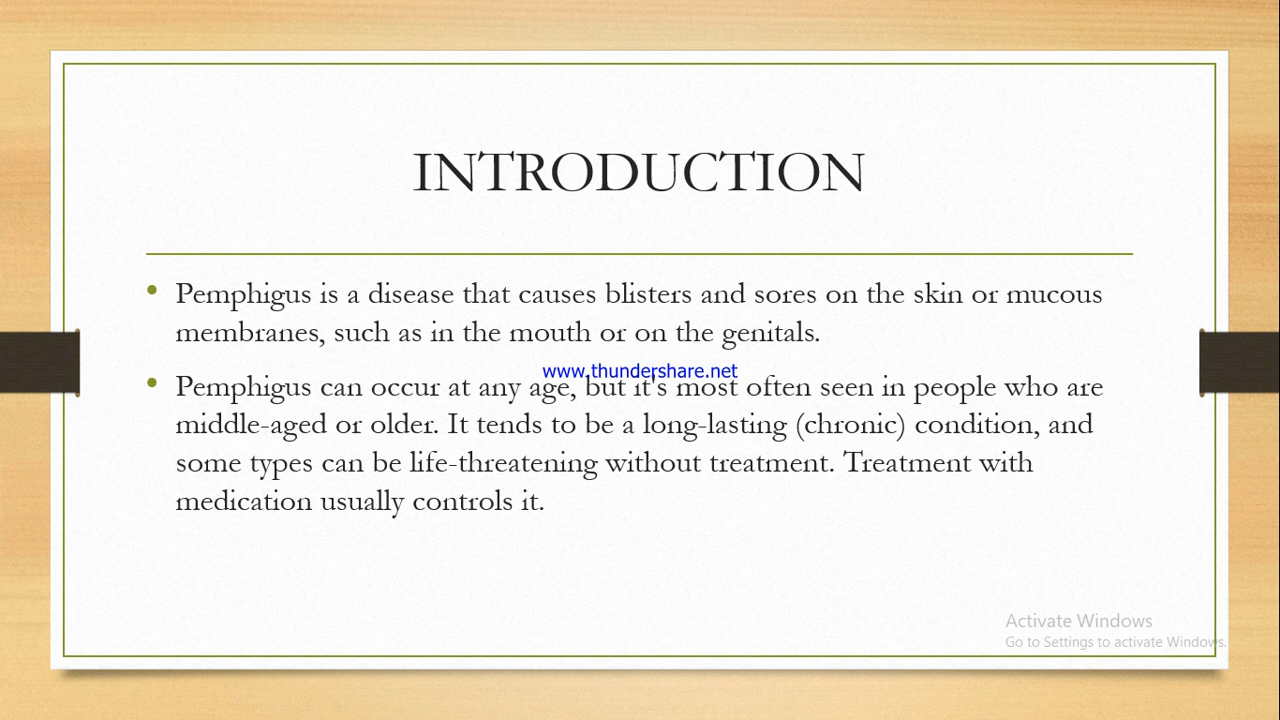 INTRODUCTION
• Pemphigus is a disease that causes blisters and sores on the skin or mucous
membranes, such as in the mouth or on the genitals.
www.thundershare.net
• Pemphigus can occur at any age, but it's most often seen in people who are
middle-aged or older. It tends to be a long-lasting (chronic) condition, and
some types can be life-threatening without treatment. Treatment with
medication usually controls it.
Activate Windows
Go to Settings to activate Windows.